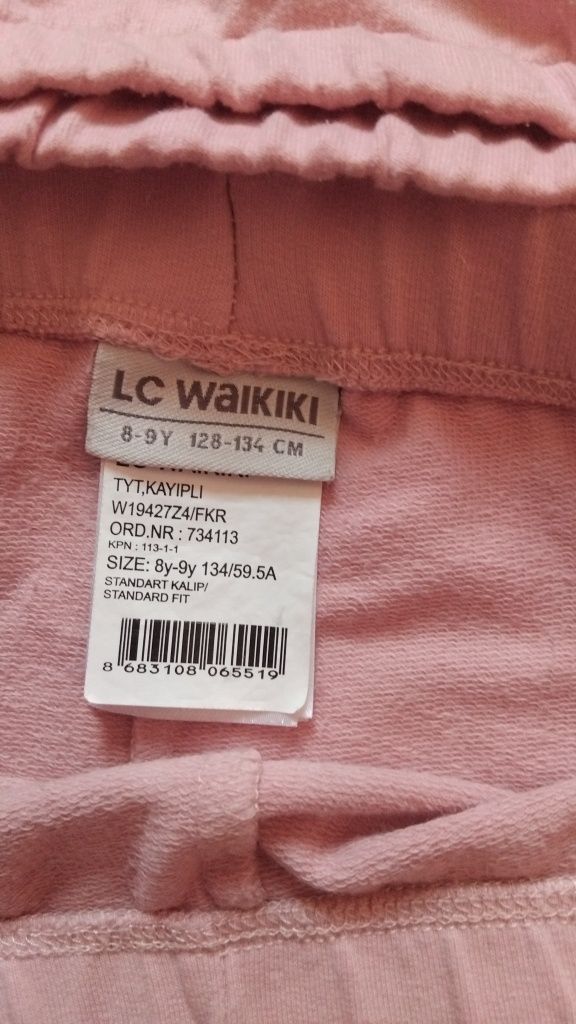 LC WAIKIKI
8-9Y 128-134 CM
TYT,KAYIPLI
W19427Z4/FKR
ORD.NR : 734113
KPN : 113-1-1
SIZE: 8y-9y 134/59.5A
STANDART KALIP/
STANDARD FIT
8 683108 065519